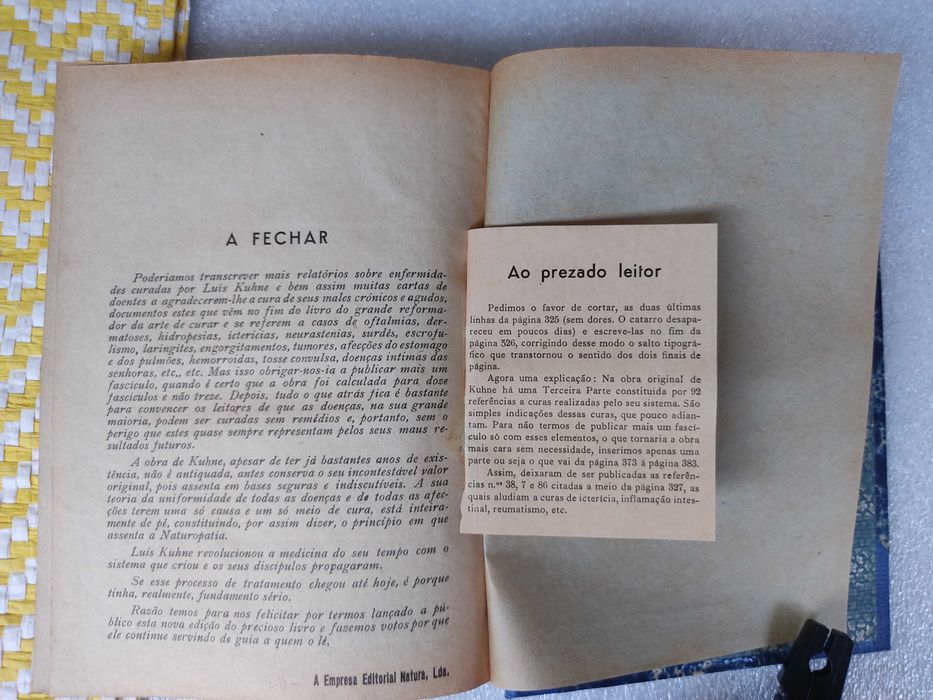 A FECHAR
Poderiamos transcrever mais relatórios sobre enfermida-
des curadas por Luís Kuhne e bem assim muitas cartas de
doentes a agradecerem-lhe a cura de seus males crónicos e agudos,
documentos estes que vêm no fim do livro do grande reforma-
dor da arte de curar e se referem a casos de oftalmias, der-
matoses, hidropesias, icterícias, neurastenias, surdês, escrofu-
lismo, laringites, engorgitamentos, tumores, afecções do estomago
e dos pulmões, hemorroidas, tosse convulsa, doenças intimas das
senhoras, etc., etc. Mas isso obrigar-nos-ia a publicar mais um
fascículo, quando é certo que a obra foi calculada para doze
fascículos e não treze. Depois, tudo o que atrás fica é bastante
para convencer os leitores de que as doenças, na sua grande
maioria, podem ser curadas sem remédios e, portanto, sem o
perigo que estes quase sempre representam pelos seus maus re-
sultados futuros.
A obra de Kuhne, apesar de ter já bastantes anos de exis-
tência, não é antiquada, antes conserva o seu incontestável valor
original, pois assenta em bases seguras e indiscutíveis. A sua
teoria da uniformidade de todas as doenças e de todas as afec-
ções terem uma só causa e um só meio de cura, está inteira-
mente de pé, constituindo, por assim dizer, o princípio em que
assenta a Naturopatia.
Luís Kuhne revolucionou a medicina do seu tempo com o
sistema que criou e os seus discípulos propagaram.
Se esse processo de tratamento chegou até hoje, é porque
tinha, realmente, fundamento sério.
Razão temos para nos felicitar por termos lançado a pú-
blico esta nova edição do precioso livro e fazemos votos por que
ele continue servindo de guia a quem o lê.
A Empresa Editorial Natura, Lda.
Ao prezado leitor
Pedimos o favor de cortar, as duas últimas
linhas da página 325 (sem dores. O catarro desapa-
receu em poucos dias) e escreve-las no fim da
página 326, corrigindo desse modo o salto tipográ-
fico que transtornou o sentido dos dois finais de
página.
Agora uma explicação: Na obra original de
Kuhne há uma Terceira Parte constituida por 92
referências a curas realizadas pelo seu sistema. São
simples indicações dessas curas, que pouco adian-
tam. Para não termos de publicar mais um fascí-
culo só com esses elementos, o que tornaria a obra
mais cara sem necessidade, inserimos apenas uma
parte ou seja o que vai da página 373 á página 383.
Assim, deixaram de ser publicadas as referên-
cias n.ᵒˢ 38, 7 e 86 citadas a meio da página 327, as
quais aludiam a curas de icterícia, inflamação intes-
tinal, reumatismo, etc.